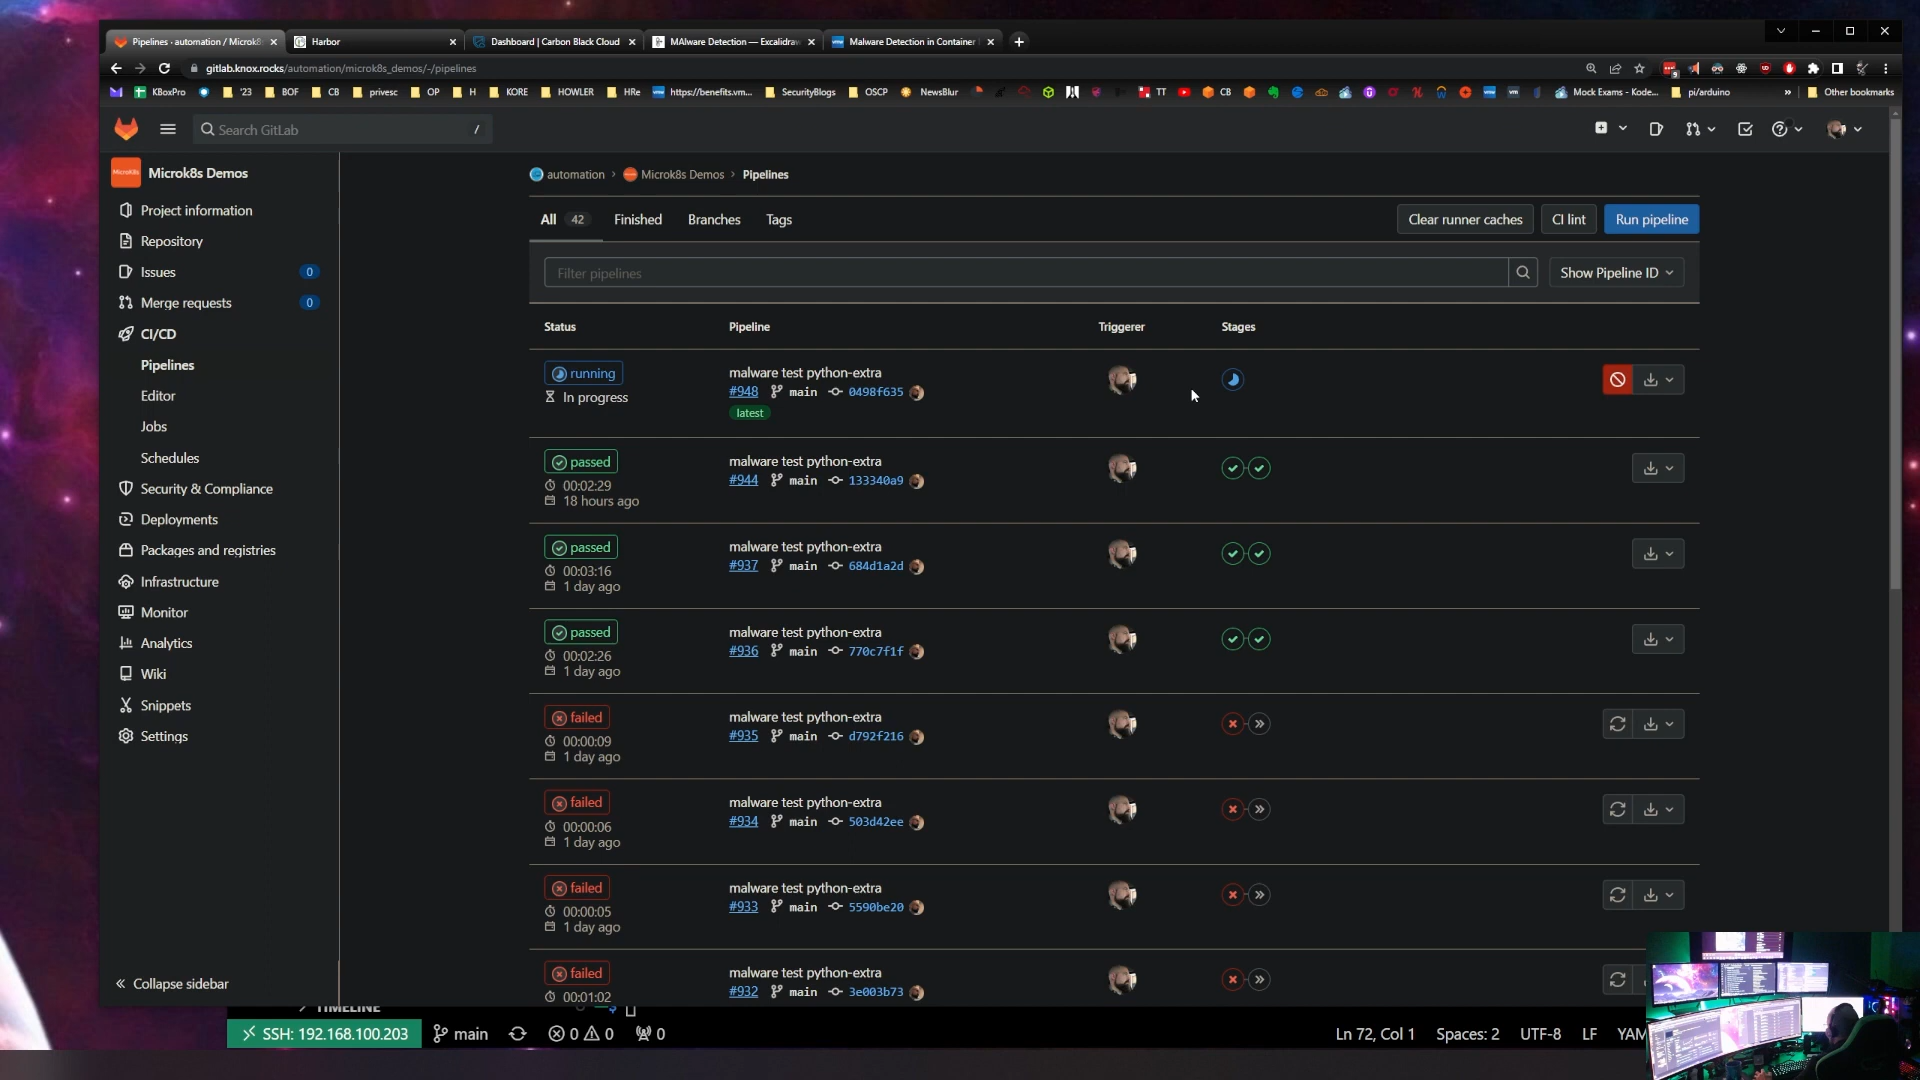 Pipelines · automation / Microk8s
Harbor
Dashboard | Carbon Black Cloud
MAlware Detection — Excalidraw
Malware Detection in Container
gitlab.knox.rocks/automation/microk8s_demos/-/pipelines
KBoxPro
'23
BOF
CB
privesc
OP
H
KORE
HOWLER
HRe
https://benefits.vm...
SecurityBlogs
OSCP
NewsBlur
TT
CB
Mock Exams - Kode...
pi/arduino
»
Other bookmarks
Search GitLab
/
Microk8s Demos
Project information
Repository
Issues 0
Merge requests 0
CI/CD
Pipelines
Editor
Jobs
Schedules
Security & Compliance
Deployments
Packages and registries
Infrastructure
Monitor
Analytics
Wiki
Snippets
Settings
« Collapse sidebar
automation › Microk8s Demos › Pipelines
All 42
Finished
Branches
Tags
Clear runner caches
CI lint
Run pipeline
Filter pipelines
Show Pipeline ID
Status
Pipeline
Triggerer
Stages
running
In progress
malware test python-extra
#948 main 0498f635
latest
passed
00:02:29
18 hours ago
malware test python-extra
#944 main 133340a9
passed
00:03:16
1 day ago
malware test python-extra
#937 main 684d1a2d
passed
00:02:26
1 day ago
malware test python-extra
#936 main 770c7f1f
failed
00:00:09
1 day ago
malware test python-extra
#935 main d792f216
failed
00:00:06
1 day ago
malware test python-extra
#934 main 503d42ee
failed
00:00:05
1 day ago
malware test python-extra
#933 main 5590be20
failed
00:01:02
malware test python-extra
#932 main 3e003b73
TIMELINE
SSH: 192.168.100.203
main
0
0
0
Ln 72, Col 1
Spaces: 2
UTF-8
LF
YAM